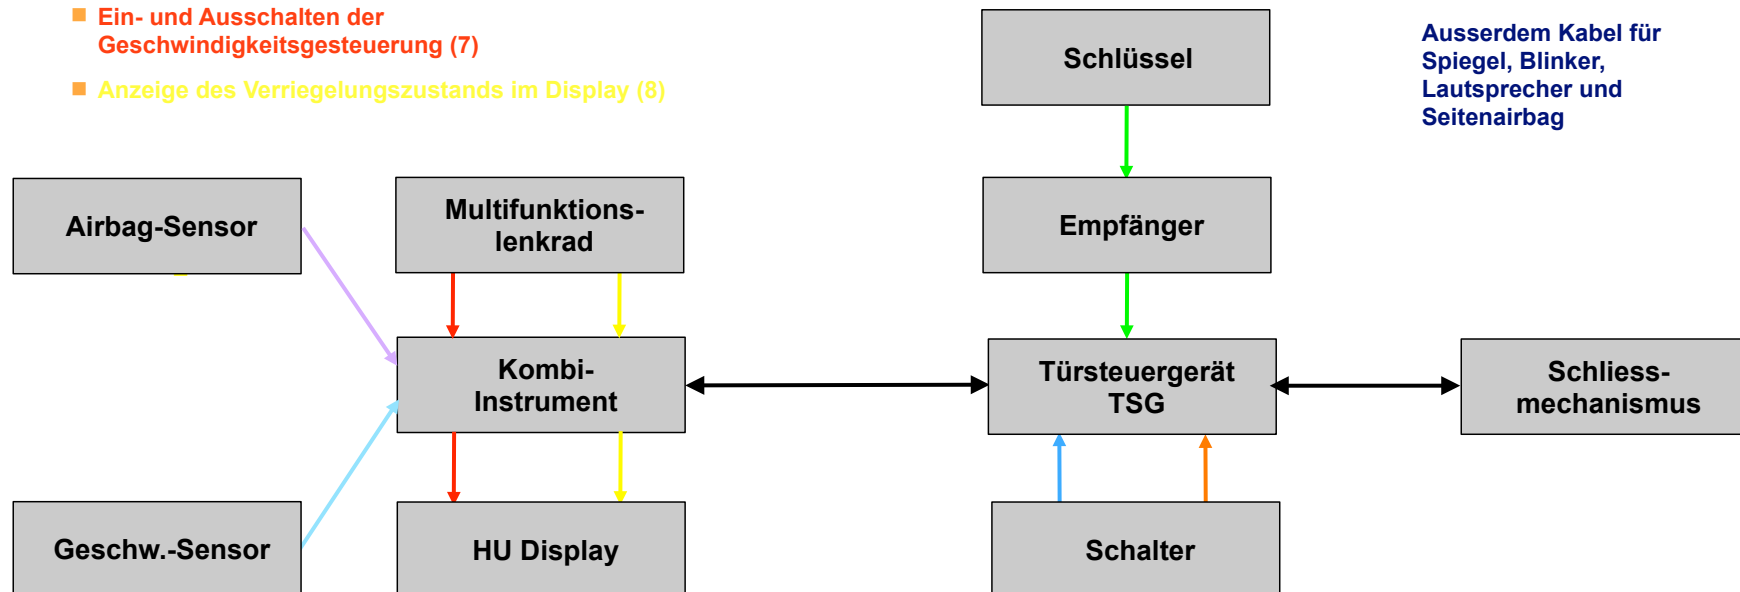 Ein- und Ausschalten der
Geschwindigkeitsgesteuerung (7)
Anzeige des Verriegelungszustands im Display (8)
Schlüssel
Ausserdem Kabel für
Spiegel, Blinker,
Lautsprecher und
Seitenairbag
Airbag-Sensor
Multifunktions-
lenkrad
Empfänger
Kombi-
Instrument
Türsteuergerät
TSG
Schliess-
mechanismus
Geschw.-Sensor
HU Display
Schalter